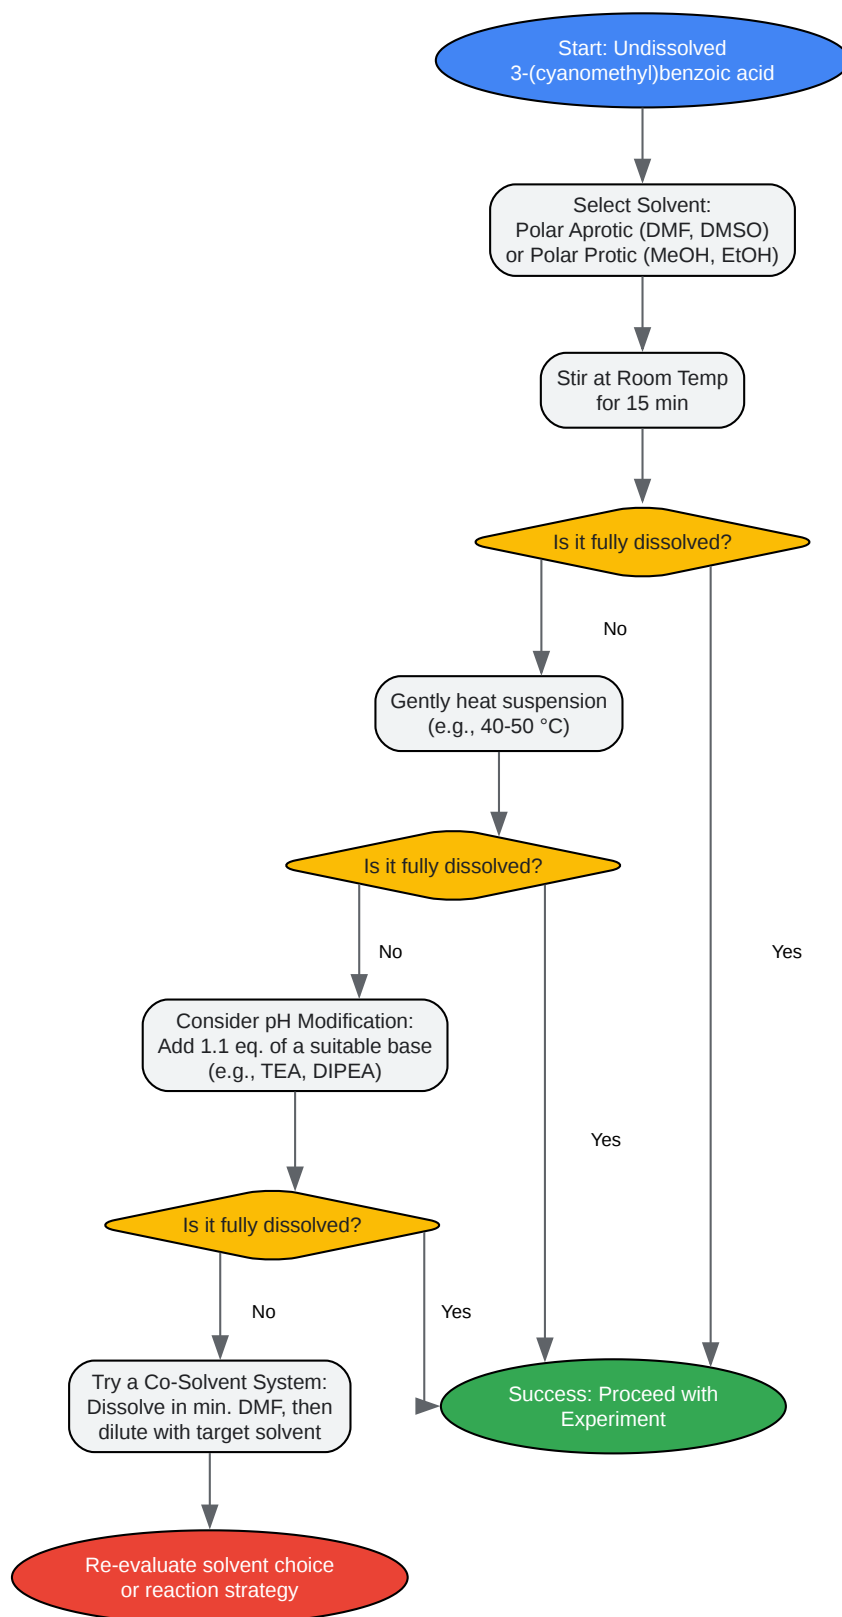 Start: Undissolved
3-(cyanomethyl)benzoic acid
Select Solvent:
Polar Aprotic (DMF, DMSO)
or Polar Protic (MeOH, EtOH)
Stir at Room Temp
for 15 min
Is it fully dissolved?
No
Gently heat suspension
(e.g., 40-50 °C)
Is it fully dissolved?
No
Yes
Consider pH Modification:
Add 1.1 eq. of a suitable base
(e.g., TEA, DIPEA)
Yes
Is it fully dissolved?
No
Yes
Try a Co-Solvent System:
Dissolve in min. DMF, then
dilute with target solvent
Success: Proceed with
Experiment
Re-evaluate solvent choice
or reaction strategy